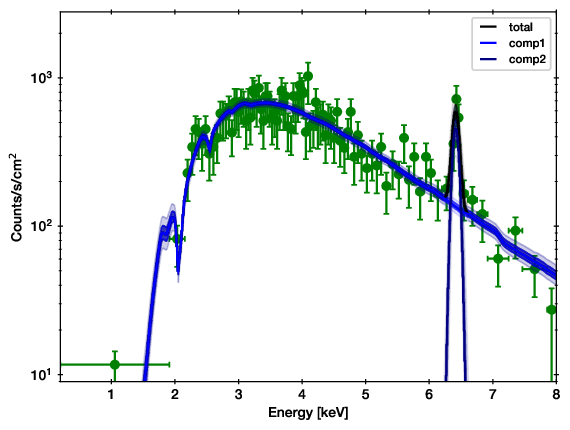 total
comp1
comp2
10³
10²
10¹
Counts/s/cm²
1 2 3 4 5 6 7 8
Energy [keV]